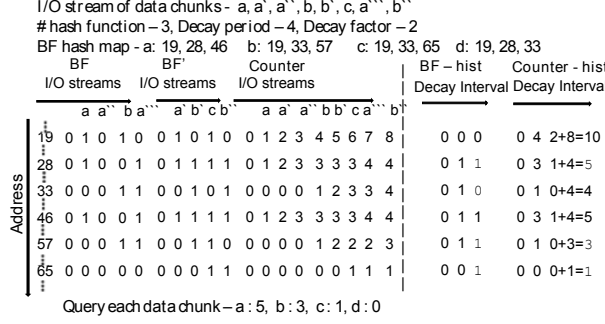 I/O stream of data chunks - a, a`, a``, b, b`, c, a```, b``
# hash function – 3, Decay period – 4, Decay factor – 2
BF hash map - a: 19, 28, 46 b: 19, 33, 57 c: 19, 33, 65 d: 19, 28, 33
BF BF' Counter BF – hist Counter - hist
I/O streams I/O streams I/O streams Decay Interval Decay Interval
a a`` b a``` a` b` c b`` a a` a`` b b` c a``` b``
19 0 1 0 1 0 0 1 0 1 0 0 1 2 3 4 5 6 7 8 0 0 0 0 4 2+8=10
28 0 1 0 0 1 0 1 1 1 1 0 1 2 3 3 3 3 4 4 0 1 1 0 3 1+4=5
33 0 0 0 1 1 0 0 1 0 1 0 0 0 0 1 2 3 3 4 0 1 0 0 1 0+4=4
46 0 1 0 0 1 0 1 1 1 1 0 1 2 3 3 3 3 4 4 0 1 1 0 3 1+4=5
57 0 0 0 1 1 0 0 1 1 0 0 0 0 0 1 2 2 2 3 0 1 1 0 1 0+3=3
65 0 0 0 0 0 0 0 0 1 1 0 0 0 0 0 0 1 1 1 0 0 1 0 0 0+1=1
Address
Query each data chunk – a : 5, b : 3, c : 1, d : 0